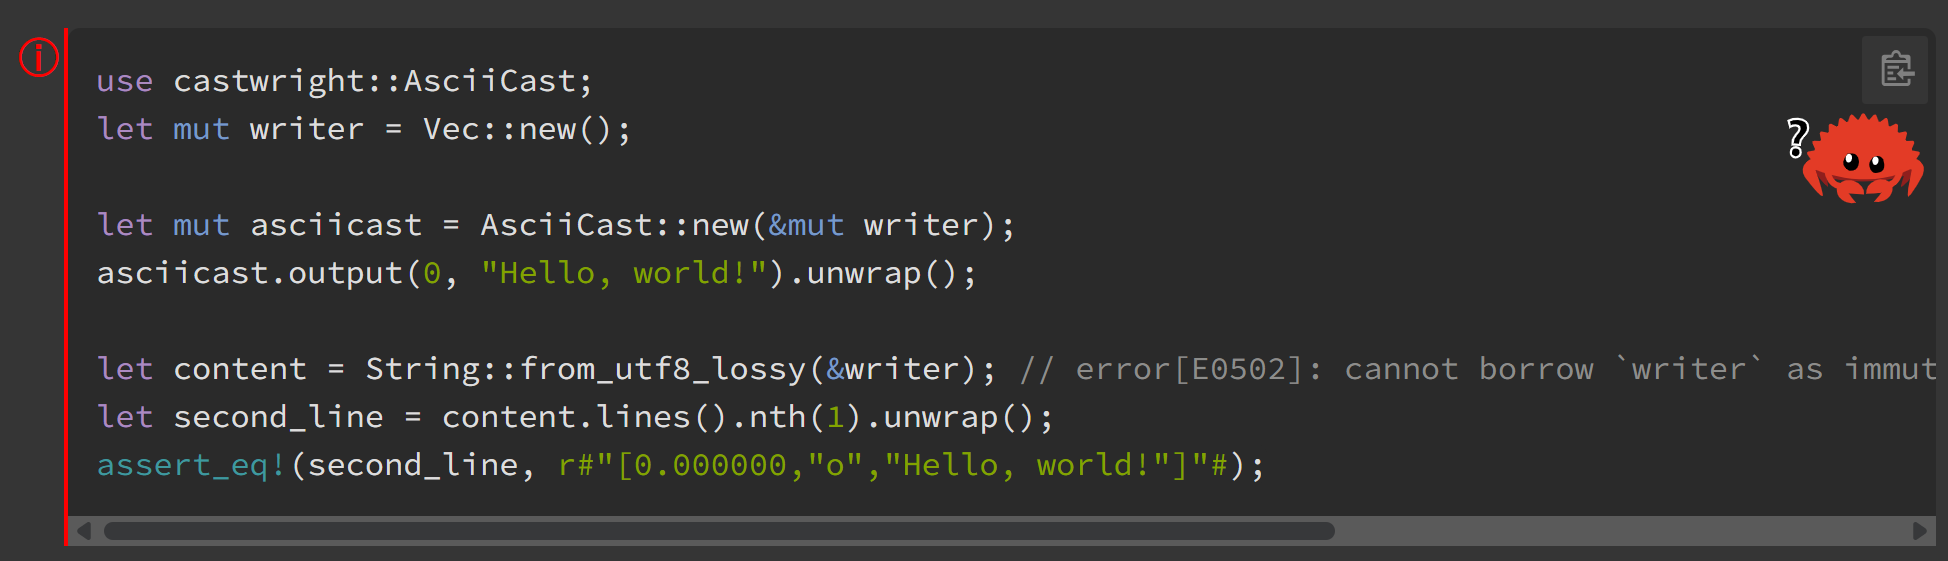 use castwright::AsciiCast;
let mut writer = Vec::new();
?
let mut asciicast = AsciiCast::new(&mut writer);
asciicast.output(0, "Hello, world!").unwrap();
let content = String::from_utf8_lossy(&writer); // error[E0502]: cannot borrow `writer` as immut
let second_line = content.lines().nth(1).unwrap();
assert_eq!(second_line, r#"[0.000000,"o","Hello, world!"]"#);